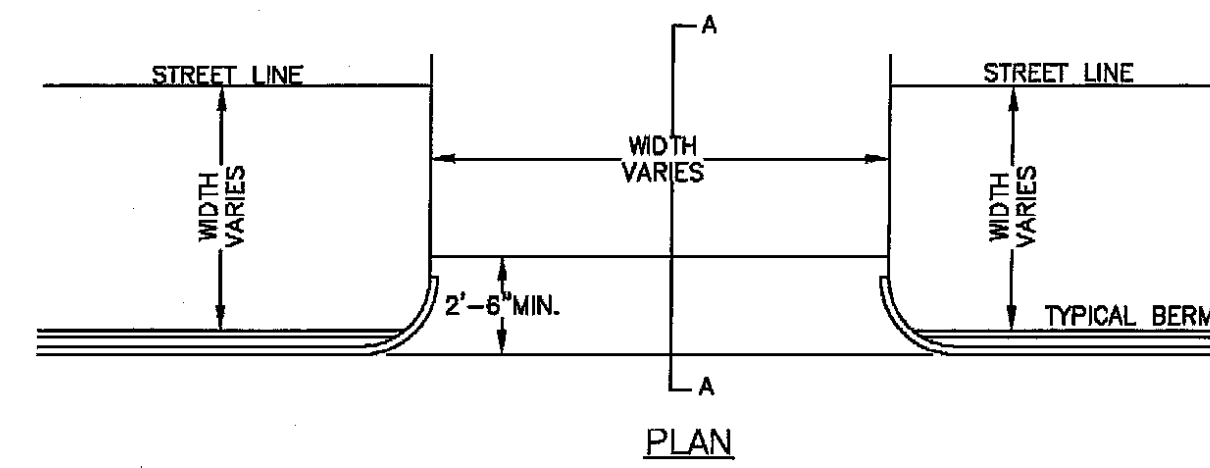 A
STREET LINE
STREET LINE
WIDTH
VARIES
WIDTH
VARIES
WIDTH
VARIES
2'-6"MIN.
TYPICAL BERM
A
PLAN